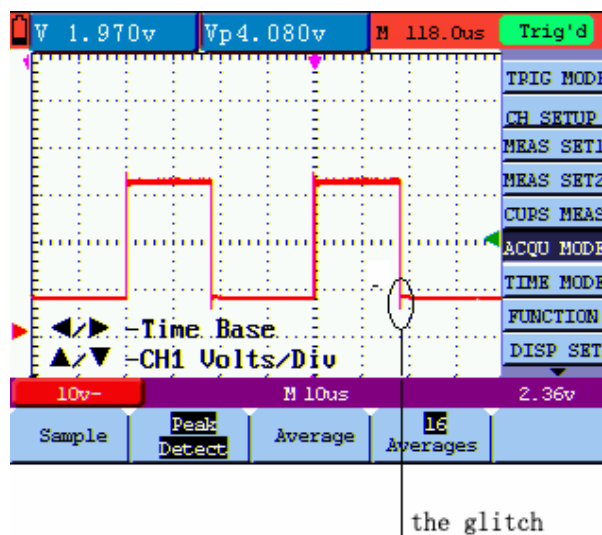 V 1.970v Vp4.080v M 118.0us Trig'd
TRIG MODE
CH SETUP
MEAS SET1
MEAS SET2
CUPS MEAS
ACQU MODE
TIME MODE
FUNCTION
DISP SET
◀/▶ -Time Base
▲/▼ -CH1 Volts/Div
10v- M 10us 2.36v
Sample Peak Detect Average 16 Averages
the glitch